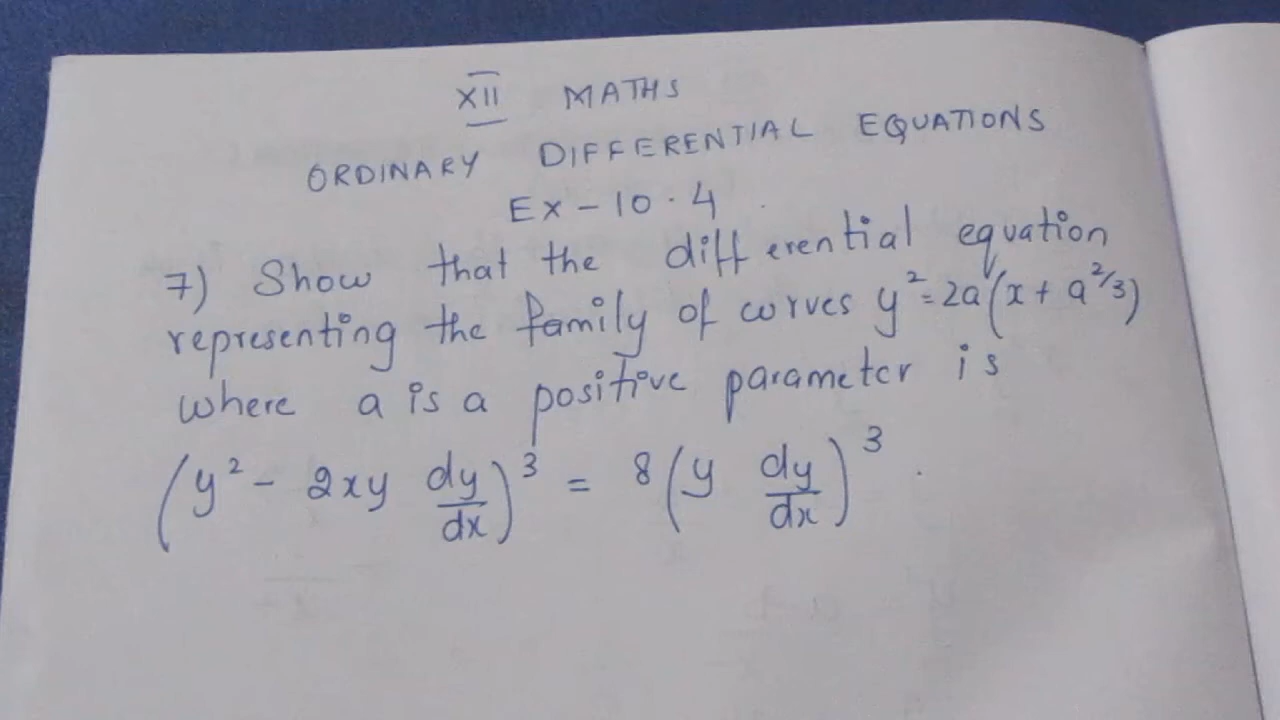 XII MATHS
ORDINARY DIFFERENTIAL EQUATIONS
Ex - 10.4
7) Show that the differential equation
representing the family of curves y² = 2a(x + a^2/3)
where a is a positive parameter is
(y² - 2xy dy/dx)³ = 8(y dy/dx)³.